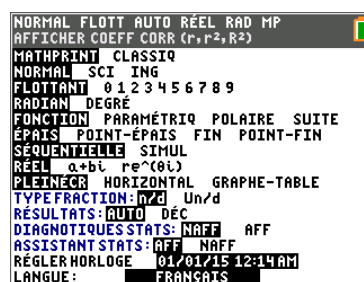 NORMAL FLOTT AUTO RÉEL RAD MP
AFFICHER COEFF CORR (r,r²,R²)
MATHPRINT CLASSIQ
NORMAL SCI ING
FLOTTANT 0 1 2 3 4 5 6 7 8 9
RADIAN DEGRÉ
FONCTION PARAMÉTRIQ POLAIRE SUITE
ÉPAIS POINT-ÉPAIS FIN POINT-FIN
SÉQUENTIELLE SIMUL
RÉEL a+bi re^(θi)
PLEINÉCR HORIZONTAL GRAPHE-TABLE
TYPE FRACTION: n/d Un/d
RÉSULTATS: AUTO DÉC
DIAGNOTIQUES STATS: NAFF AFF
ASSISTANT STATS: AFF NAFF
RÉGLER HORLOGE 01/01/15 12:14AM
LANGUE: FRANÇAIS